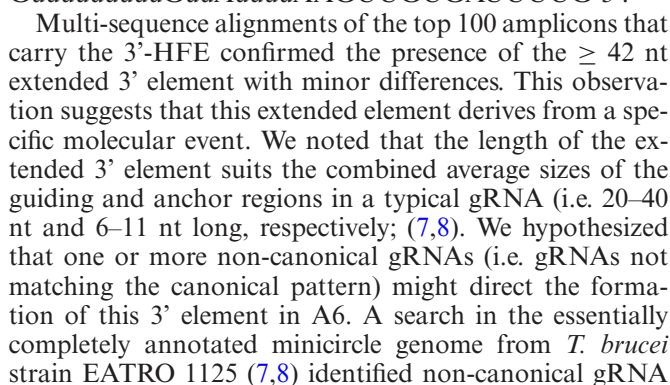 Multi-sequence alignments of the top 100 amplicons that
carry the 3’-HFE confirmed the presence of the ≥ 42 nt
extended 3’ element with minor differences. This observa-
tion suggests that this extended element derives from a spe-
cific molecular event. We noted that the length of the ex-
tended 3’ element suits the combined average sizes of the
guiding and anchor regions in a typical gRNA (i.e. 20–40
nt and 6–11 nt long, respectively; (7,8). We hypothesized
that one or more non-canonical gRNAs (i.e. gRNAs not
matching the canonical pattern) might direct the forma-
tion of this 3’ element in A6. A search in the essentially
completely annotated minicircle genome from T. brucei
strain EATRO 1125 (7,8) identified non-canonical gRNA